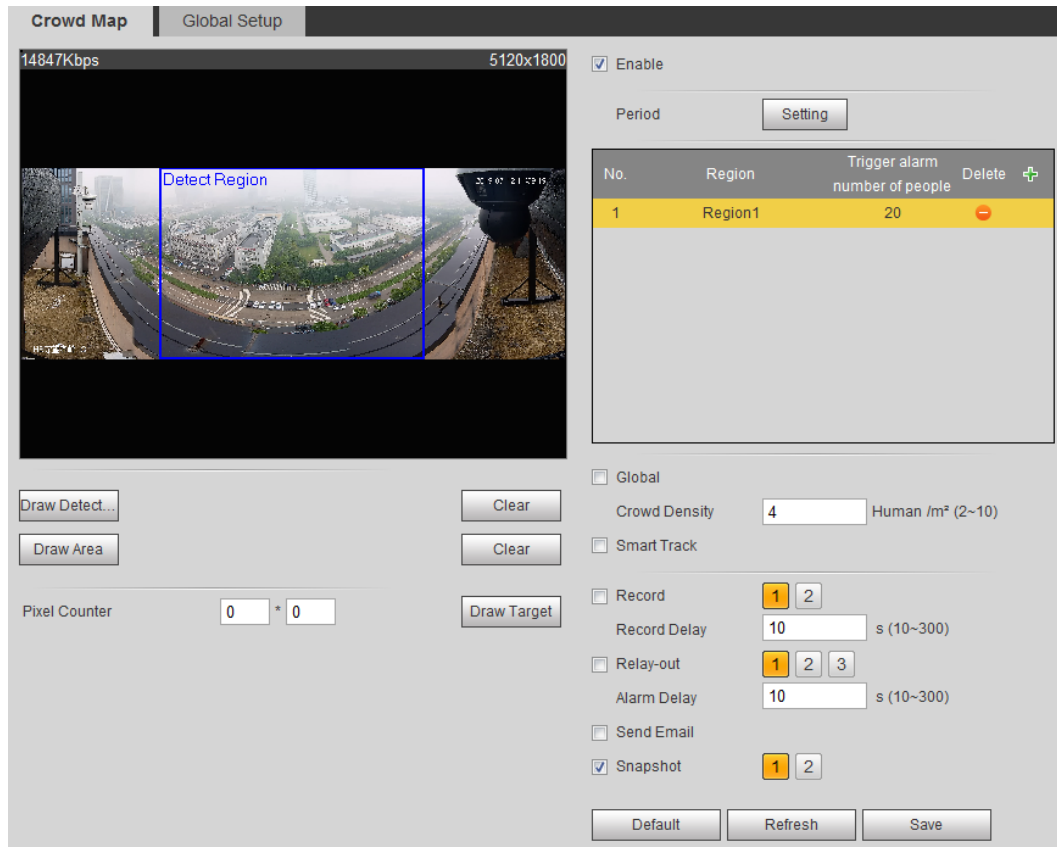 Crowd Map
Global Setup
14847Kbps
5120x1800
Detect Region
Draw Detect...
Clear
Draw Area
Clear
Pixel Counter
0 * 0
Draw Target
Enable
Period
Setting
No.
Region
Trigger alarm
number of people
Delete
1
Region1
20
Global
Crowd Density
4
Human /m² (2~10)
Smart Track
Record
1 2
Record Delay
10
s (10~300)
Relay-out
1 2 3
Alarm Delay
10
s (10~300)
Send Email
Snapshot
1 2
Default
Refresh
Save